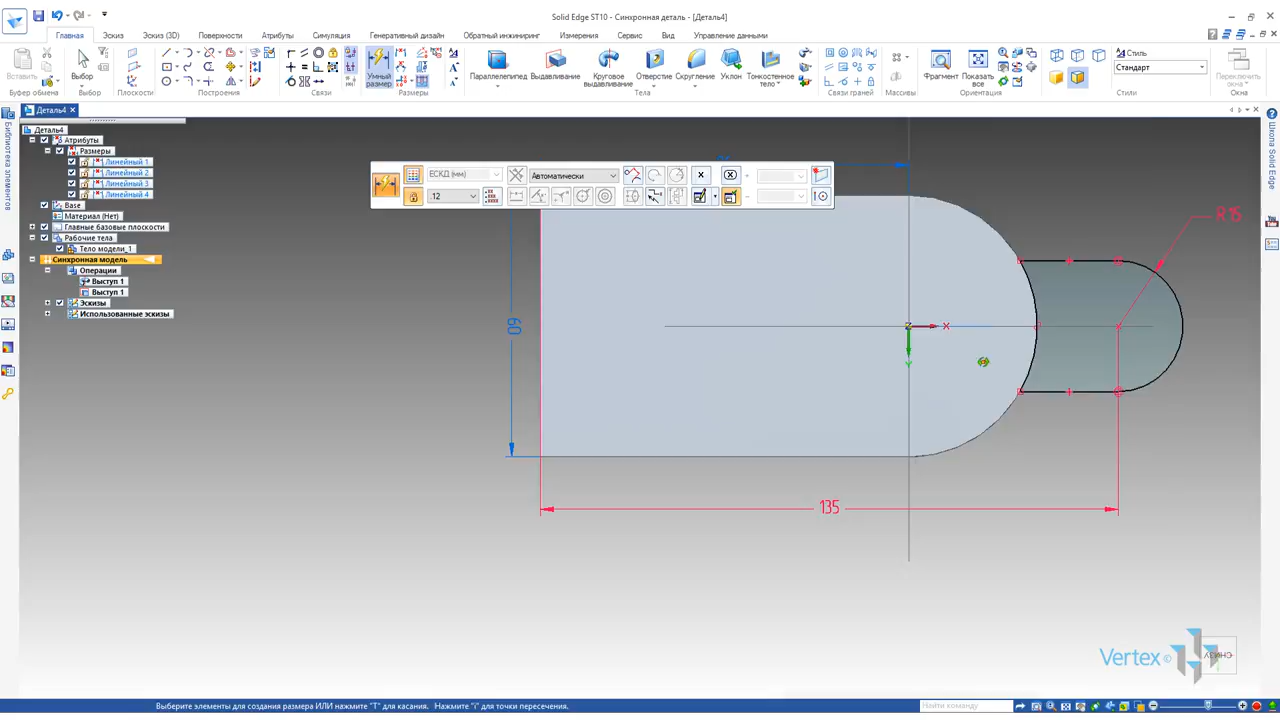 Solid Edge ST10 - Синхронная деталь - [Деталь4]
Главная Эскиз Эскиз (3D) Поверхности Атрибуты Симуляция Генеративный дизайн Обратный инжиниринг Измерения Сервис Вид Управление данными
Вставить Выбор Умный размер Параллелепипед Выдавливание Круговое выдавливание Отверстие Скругление Уклон Тонкостенное тело Фрагмент Показать все Стиль Стандарт Переключить окна
Буфер обмена Выбор Плоскости Построения Связи Размеры Тела Связи граней Массивы Ориентация Стили Окна
Деталь4
Библиотека элементов
Деталь4
Атрибуты
Размеры
Линейный 1
Линейный 2
Линейный 3
Линейный 4
Base
Материал (Нет)
Главные базовые плоскости
Рабочие тела
Тело модели_1
Синхронная модель
Операции
Выступ 1
Выступ 1
Эскизы
Использованные эскизы
ЕСКД (мм) Автоматически
.12
R15
60
X
Y
Z
135
Школа Solid Edge
You Tube
Vertex ©
СНИЗУ
Выберите элементы для создания размера ИЛИ нажмите "T" для касания. Нажмите "i" для точки пересечения.
Найти команду